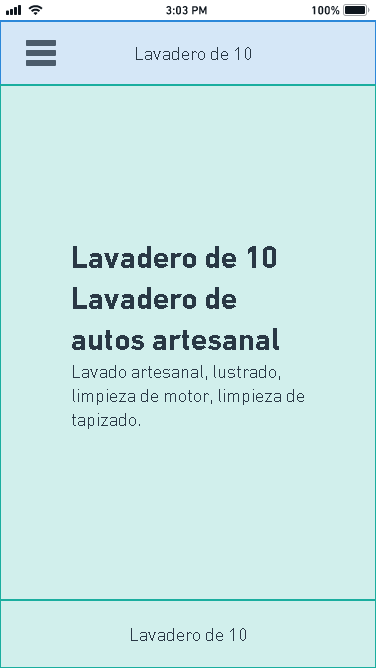 3:03 PM
100%
Lavadero de 10
Lavadero de 10
Lavadero de
autos artesanal
Lavado artesanal, lustrado,
limpieza de motor, limpieza de
tapizado.
Lavadero de 10